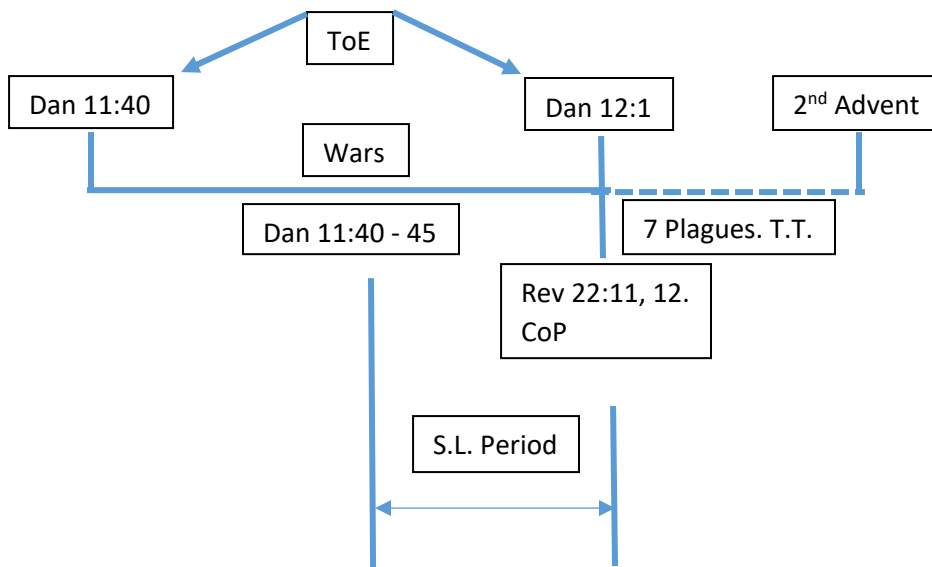 ToE
Dan 11:40
Dan 12:1
2nd Advent
Wars
Dan 11:40 - 45
7 Plagues. T.T.
Rev 22:11, 12.
CoP
S.L. Period